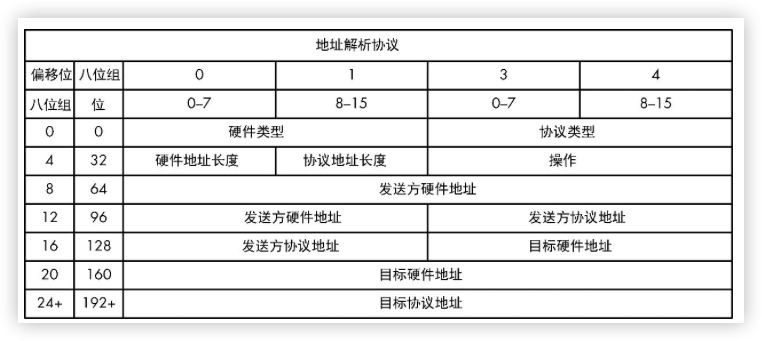 地址解析协议
偏移位 八位组 0 1 3 4
八位组 位 0–7 8–15 0–7 8–15
0 0 硬件类型 协议类型
4 32 硬件地址长度 协议地址长度 操作
8 64 发送方硬件地址
12 96 发送方硬件地址 发送方协议地址
16 128 发送方协议地址 目标硬件地址
20 160 目标硬件地址
24+ 192+ 目标协议地址